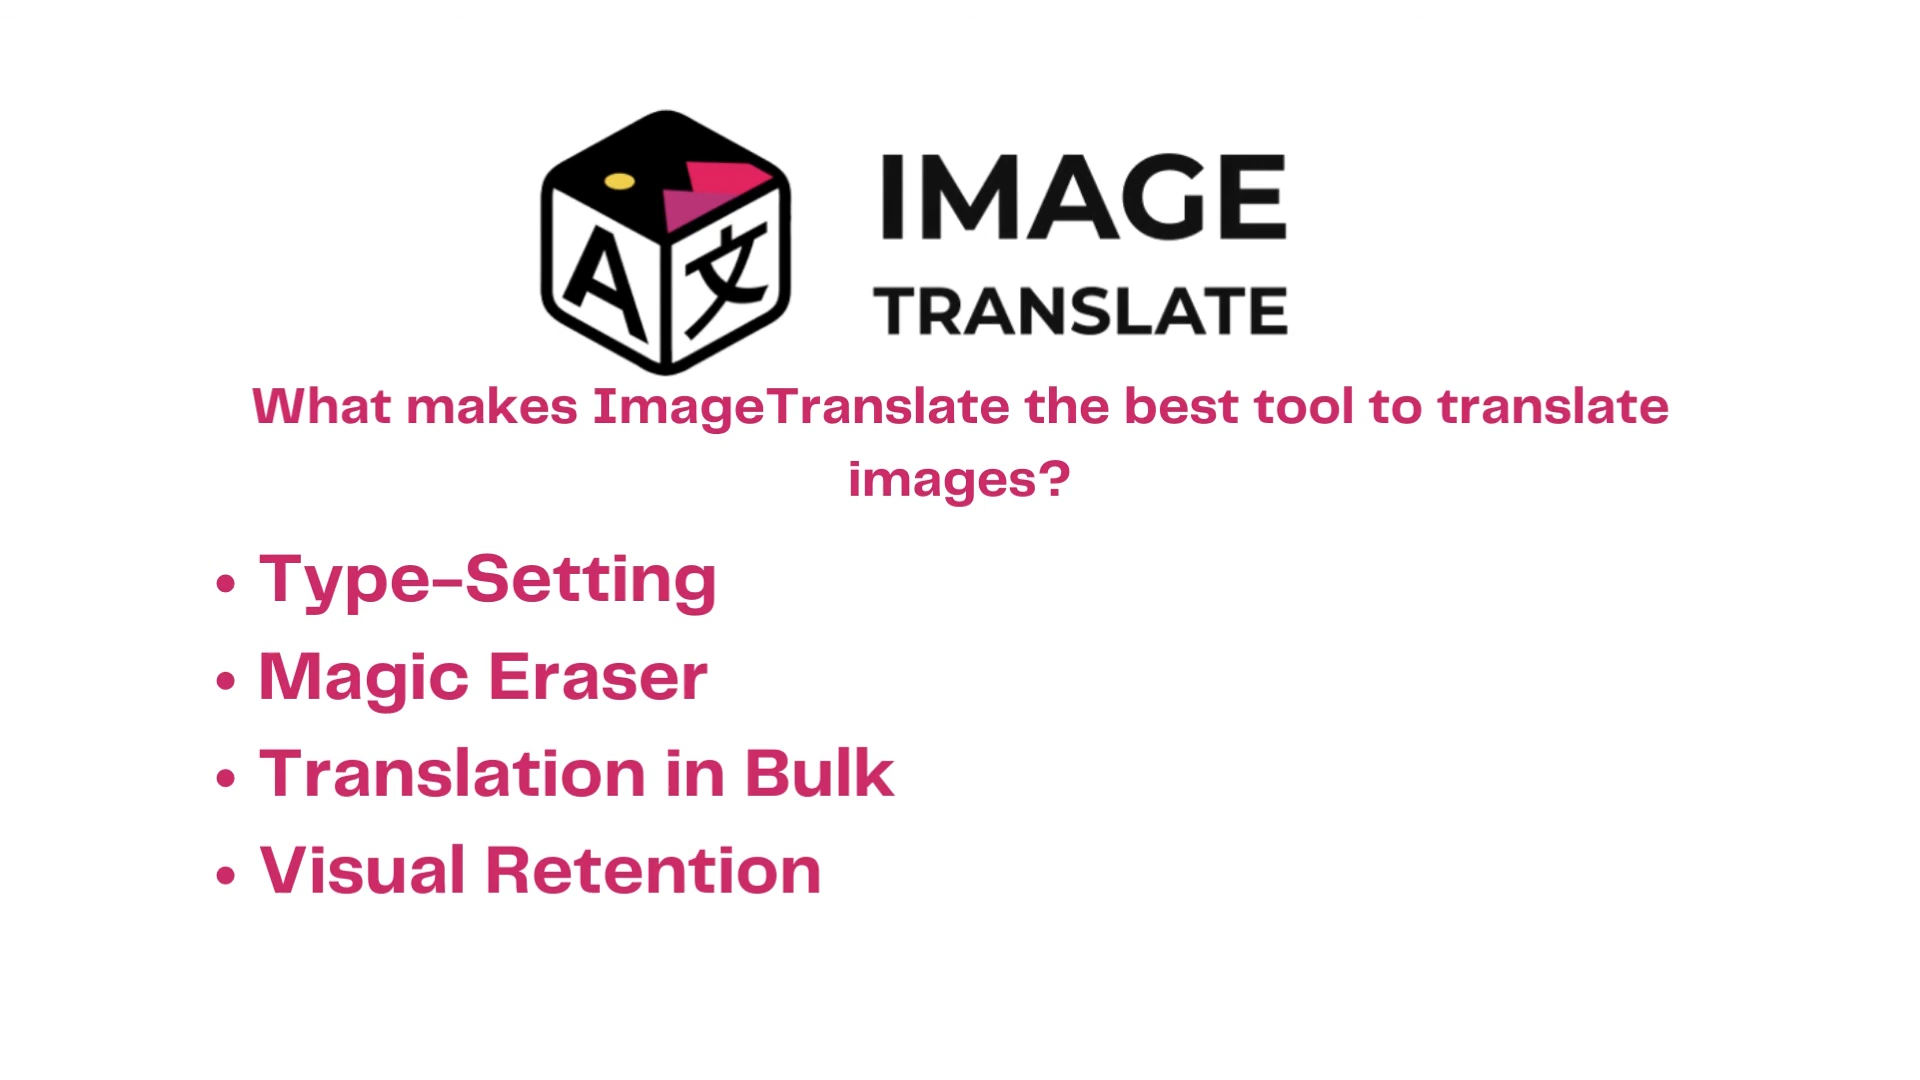 A文
IMAGE
TRANSLATE
What makes ImageTranslate the best tool to translate
images?
• Type-Setting
• Magic Eraser
• Translation in Bulk
• Visual Retention